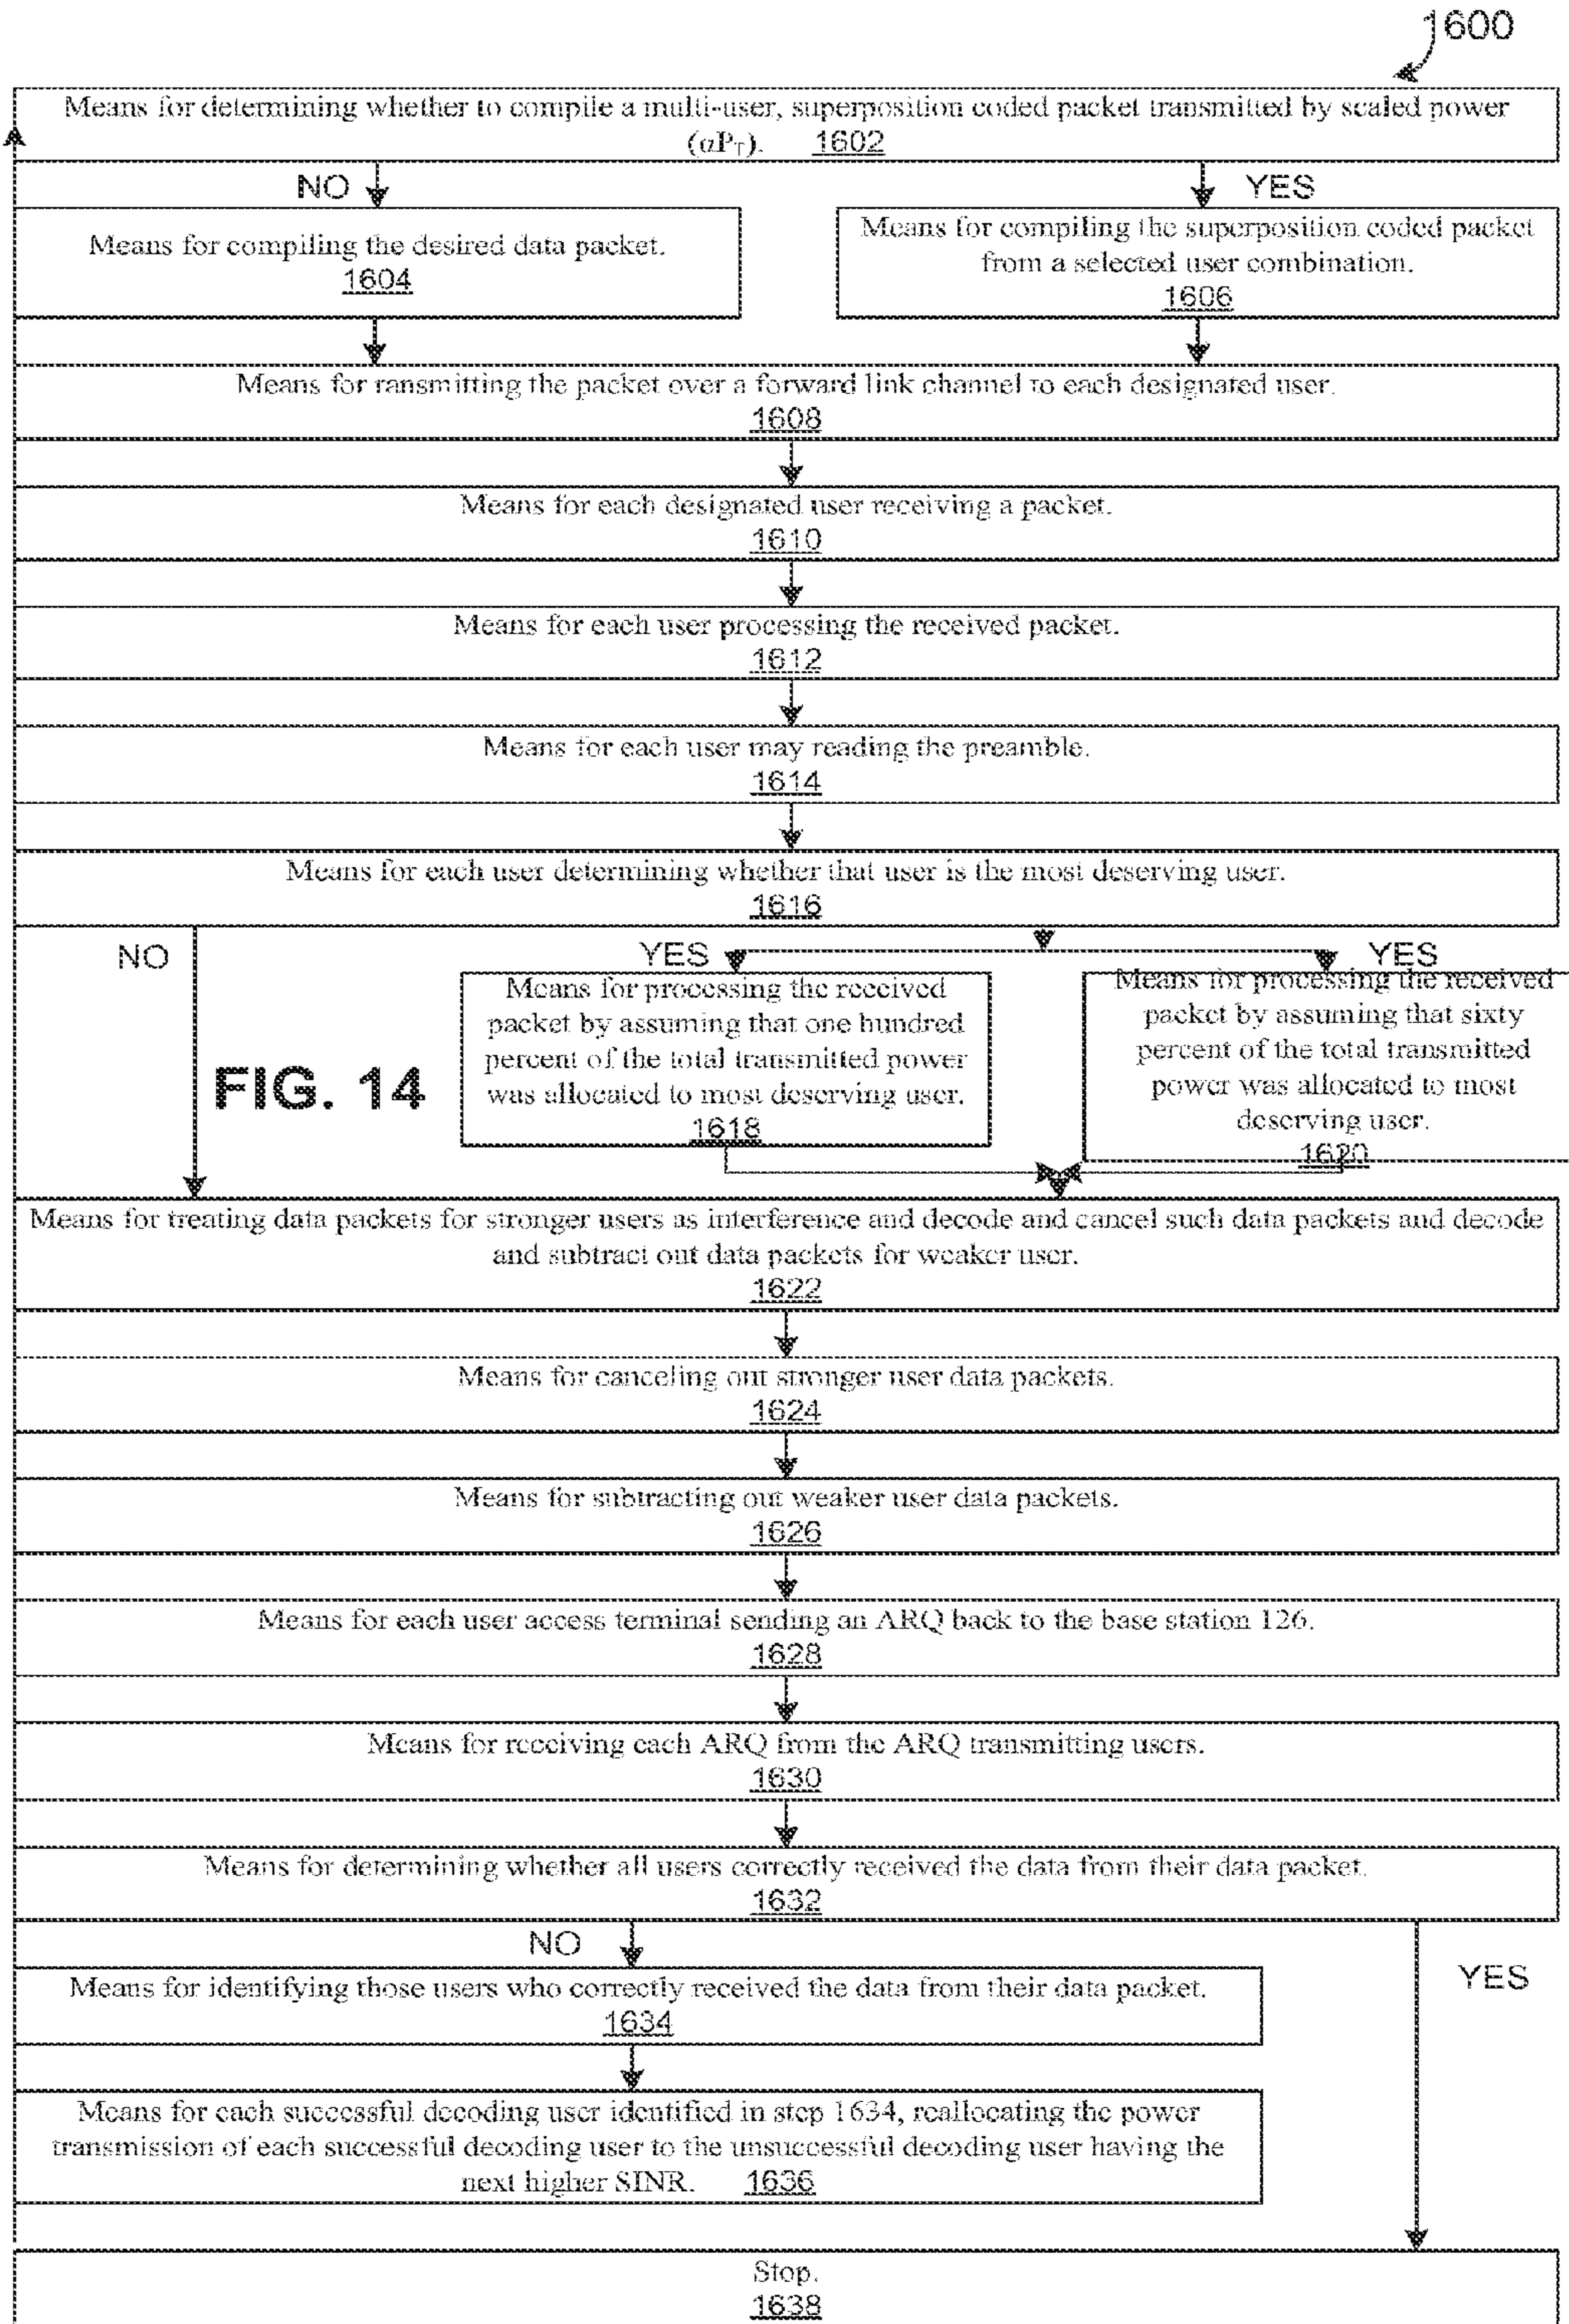 1600
Means for determining whether to compile a multi-user, superposition coded packet transmitted by scaled power
(αPT). 1602
NO
YES
Means for compiling the desired data packet.
1604
Means for compiling the superposition coded packet
from a selected user combination.
1606
Means for ransmitting the packet over a forward link channel to each designated user.
1608
Means for each designated user receiving a packet.
1610
Means for each user processing the received packet.
1612
Means for each user may reading the preamble.
1614
Means for each user determining whether that user is the most deserving user.
1616
NO
YES
YES
Means for processing the received
packet by assuming that one hundred
percent of the total transmitted power
was allocated to most deserving user.
1618
Means for processing the received
packet by assuming that sixty
percent of the total transmitted
power was allocated to most
deserving user.
1620
FIG. 14
Means for treating data packets for stronger users as interference and decode and cancel such data packets and decode
and subtract out data packets for weaker user.
1622
Means for canceling out stronger user data packets.
1624
Means for subtracting out weaker user data packets.
1626
Means for each user access terminal sending an ARQ back to the base station 126.
1628
Means for receiving each ARQ from the ARQ transmitting users.
1630
Means for determining whether all users correctly received the data from their data packet.
1632
NO
YES
Means for identifying those users who correctly received the data from their data packet.
1634
Means for each successful decoding user identified in step 1634, reallocating the power
transmission of each successful decoding user to the unsuccessful decoding user having the
next higher SINR. 1636
Stop.
1638